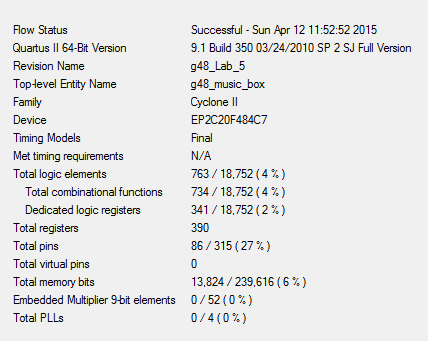 Flow Status Successful - Sun Apr 12 11:52:52 2015
Quartus II 64-Bit Version 9.1 Build 350 03/24/2010 SP 2 SJ Full Version
Revision Name g48_Lab_5
Top-level Entity Name g48_music_box
Family Cyclone II
Device EP2C20F484C7
Timing Models Final
Met timing requirements N/A
Total logic elements 763 / 18,752 ( 4 % )
Total combinational functions 734 / 18,752 ( 4 % )
Dedicated logic registers 341 / 18,752 ( 2 % )
Total registers 390
Total pins 86 / 315 ( 27 % )
Total virtual pins 0
Total memory bits 13,824 / 239,616 ( 6 % )
Embedded Multiplier 9-bit elements 0 / 52 ( 0 % )
Total PLLs 0 / 4 ( 0 % )